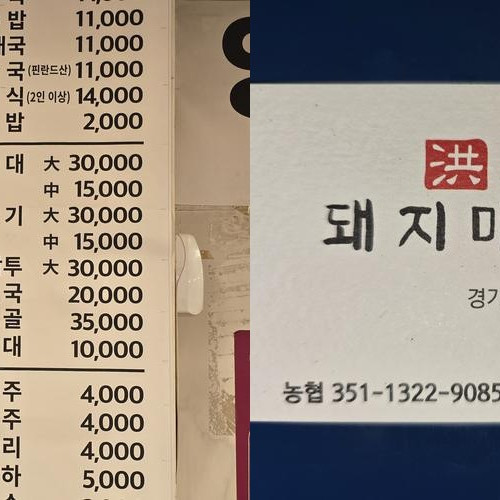 밥 11,000
국 11,000
국(핀란드산) 11,000
식(2인 이상) 14,000
밥 2,000
대 大 30,000
中 15,000
기 大 30,000
中 15,000
투 大 30,000
국 20,000
골 35,000
대 10,000
주 4,000
주 4,000
리 4,000
하 5,000
洪
돼지
경기
농협 351-1322-9085